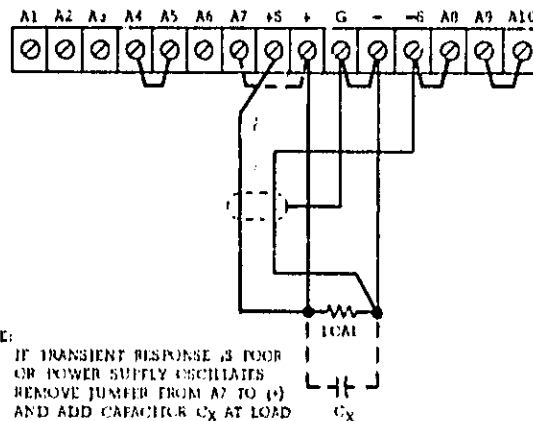 A1 A2 A3 A4 A5 A6 A7 +S + G - -S A8 A9 A10
LOAD
E:
IF TRANSIENT RESPONSE IS POOR
OR POWER SUPPLY OSCILLATES
REMOVE JUMPER FROM A7 TO (+)
AND ADD CAPACITOR CX AT LOAD
CX